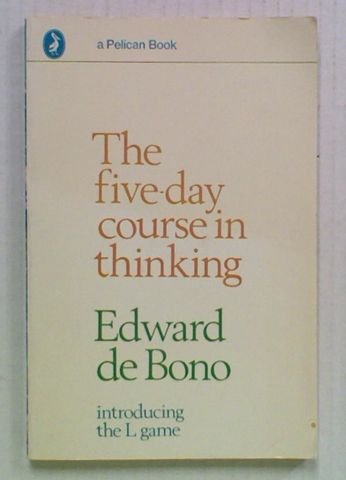 a Pelican Book
The
five-day
course in
thinking
Edward
de Bono
introducing
the L game